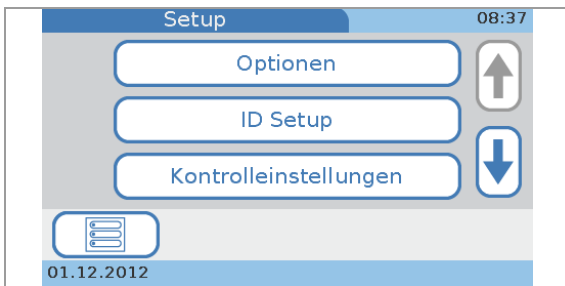 Setup 08:37
Optionen
ID Setup
Kontrolleinstellungen
01.12.2012